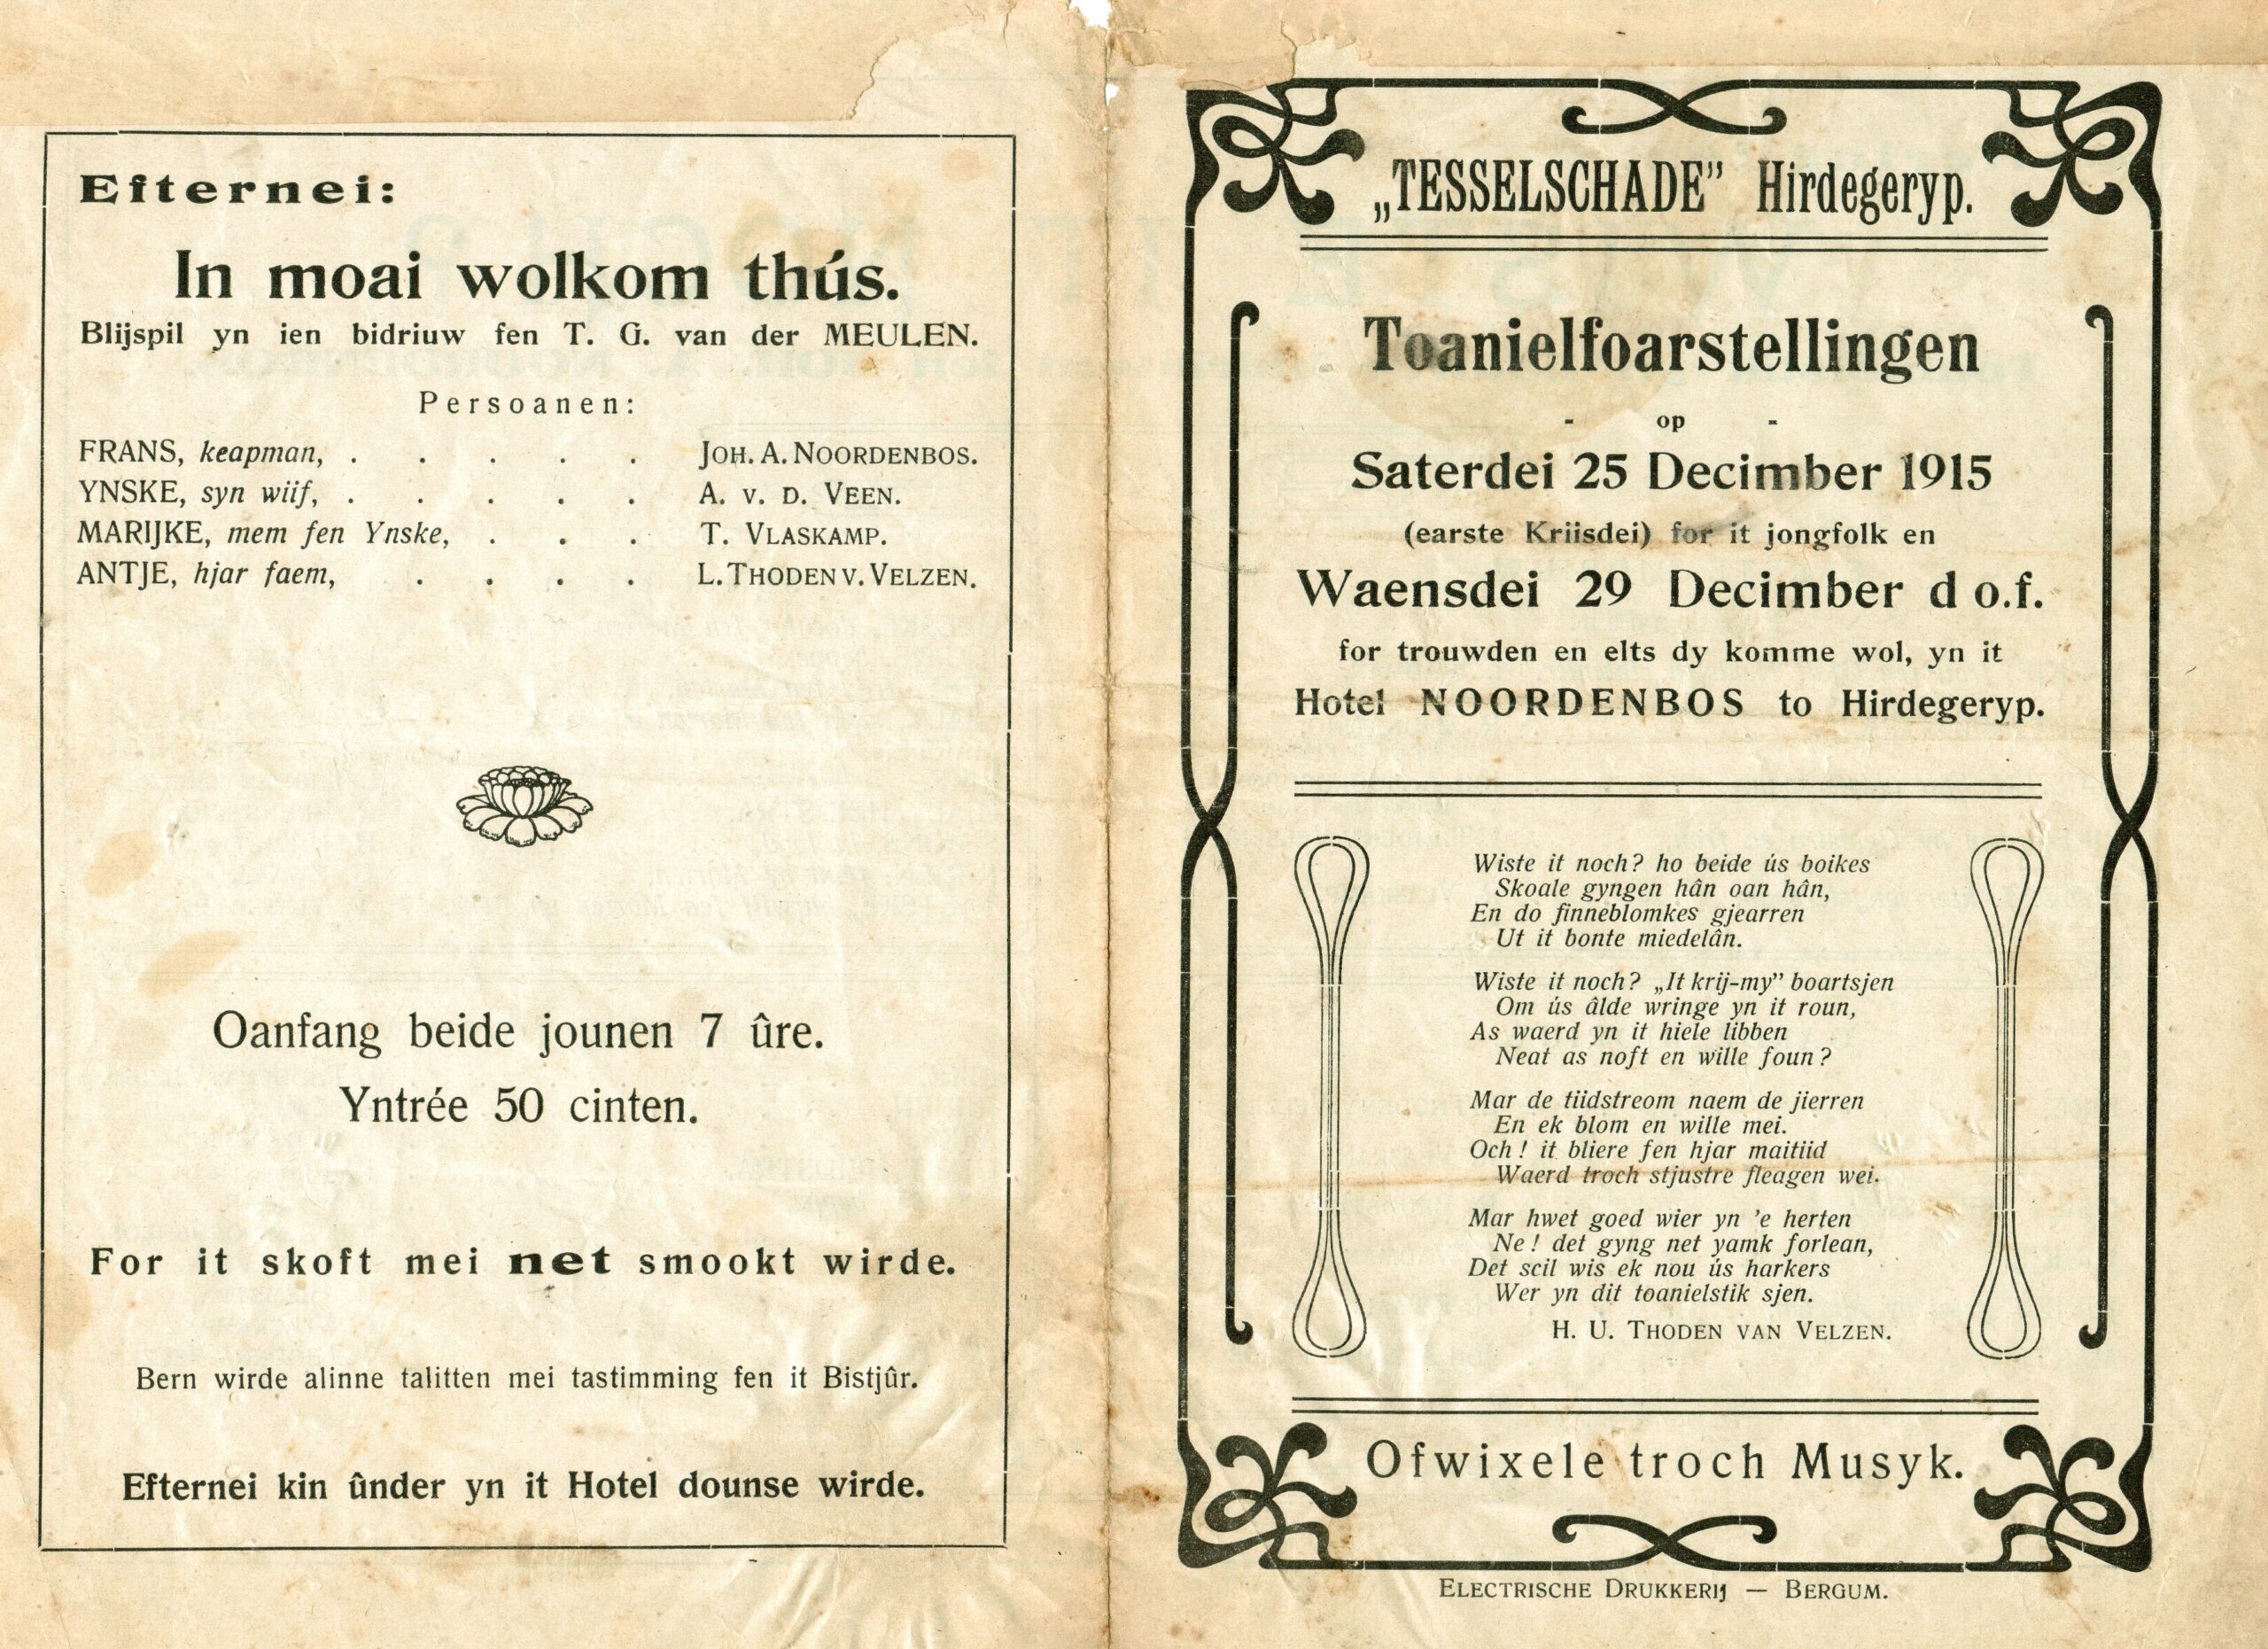 Efternei:
In moai wolkom thús.
Blijspil yn ien bidriuw fen T. G. van der MEULEN.
Persoanen:
FRANS, keapman, . . . . . JOH. A. NOORDENBOS.
YNSKE, syn wiif, . . . . . A. V. D. VEEN.
MARIJKE, mem fen Ynske, . . . T. VLASKAMP.
ANTJE, hjar faem, . . . . L. THODEN V. VELZEN.
Oanfang beide jounen 7 ûre.
Yntrée 50 cinten.
For it skoft mei net smookt wirde.
Bern wirde alinne talitten mei tastimming fen it Bistjûr.
Efternei kin ûnder yn it Hotel dounse wirde.
„TESSELSCHADE” Hirdegeryp.
Toanielfoarstellingen
- op -
Saterdei 25 Decimber 1915
(earste Kriisdei) for it jongfolk en
Waensdei 29 Decimber d o.f.
for trouwden en elts dy komme wol, yn it
Hotel NOORDENBOS to Hirdegeryp.
Wiste it noch? ho beide ús boikes
Skoale gyngen hân oan hân,
En do finneblomkes gjearren
Ut it bonte miedelân.
Wiste it noch? „It krij-my” boartsjen
Om ús âlde wringe yn it roun,
As waerd yn it hiele libben
Neat as noft en wille foun?
Mar de tiidstreom naem de jierren
En ek blom en wille mei.
Och! it bliere fen hjar maitiid
Waerd troch stjustre fleagen wei.
Mar hwet goed wier yn 'e herten
Ne! det gyng net yamk forlean,
Det scil wis ek nou ús harkers
Wer yn dit toanielstik sjen.
H. U. THODEN VAN VELZEN.
Ofwixele troch Musyk.
ELECTRISCHE DRUKKERIJ — BERGUM.